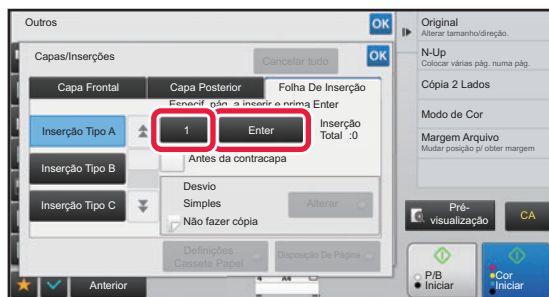 Outros
OK
Capas/Inserções
Cancelar tudo
OK
Capa Frontal
Capa Posterior
Folha De Inserção
Especif. pág. a inserir e prima Enter
Inserção Tipo A
1
Enter
Inserção
Total :0
Inserção Tipo B
Antes da contracapa
Inserção Tipo C
Desvio
Simples
Não fazer cópia
Alterar
Definições
Cassete Papel
Disposição De Página
Anterior
A4
Original
Alterar tamanho/direção.
N-Up
Colocar várias pág. numa pág.
Cópia 2 Lados
Modo de Cor
Margem Arquivo
Mudar posição p/ obter margem
Pré-
visualização
CA
P/B
Iniciar
Cor
Iniciar